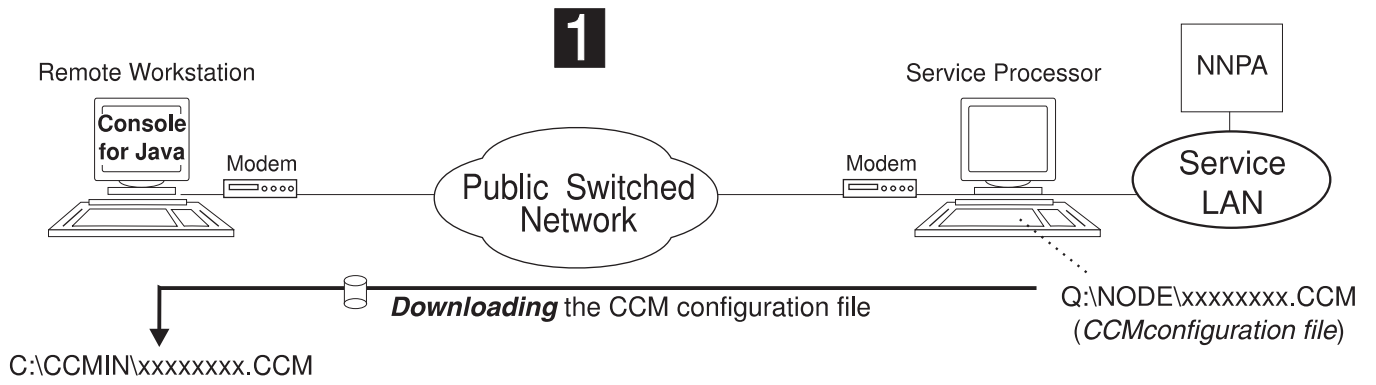 1
Remote Workstation
Service Processor
NNPA
Console
for Java
Modem
Modem
Public Switched
Network
Service
LAN
Downloading the CCM configuration file
Q:\NODE\xxxxxxxx.CCM
(CCMconfiguration file)
C:\CCMIN\xxxxxxxx.CCM